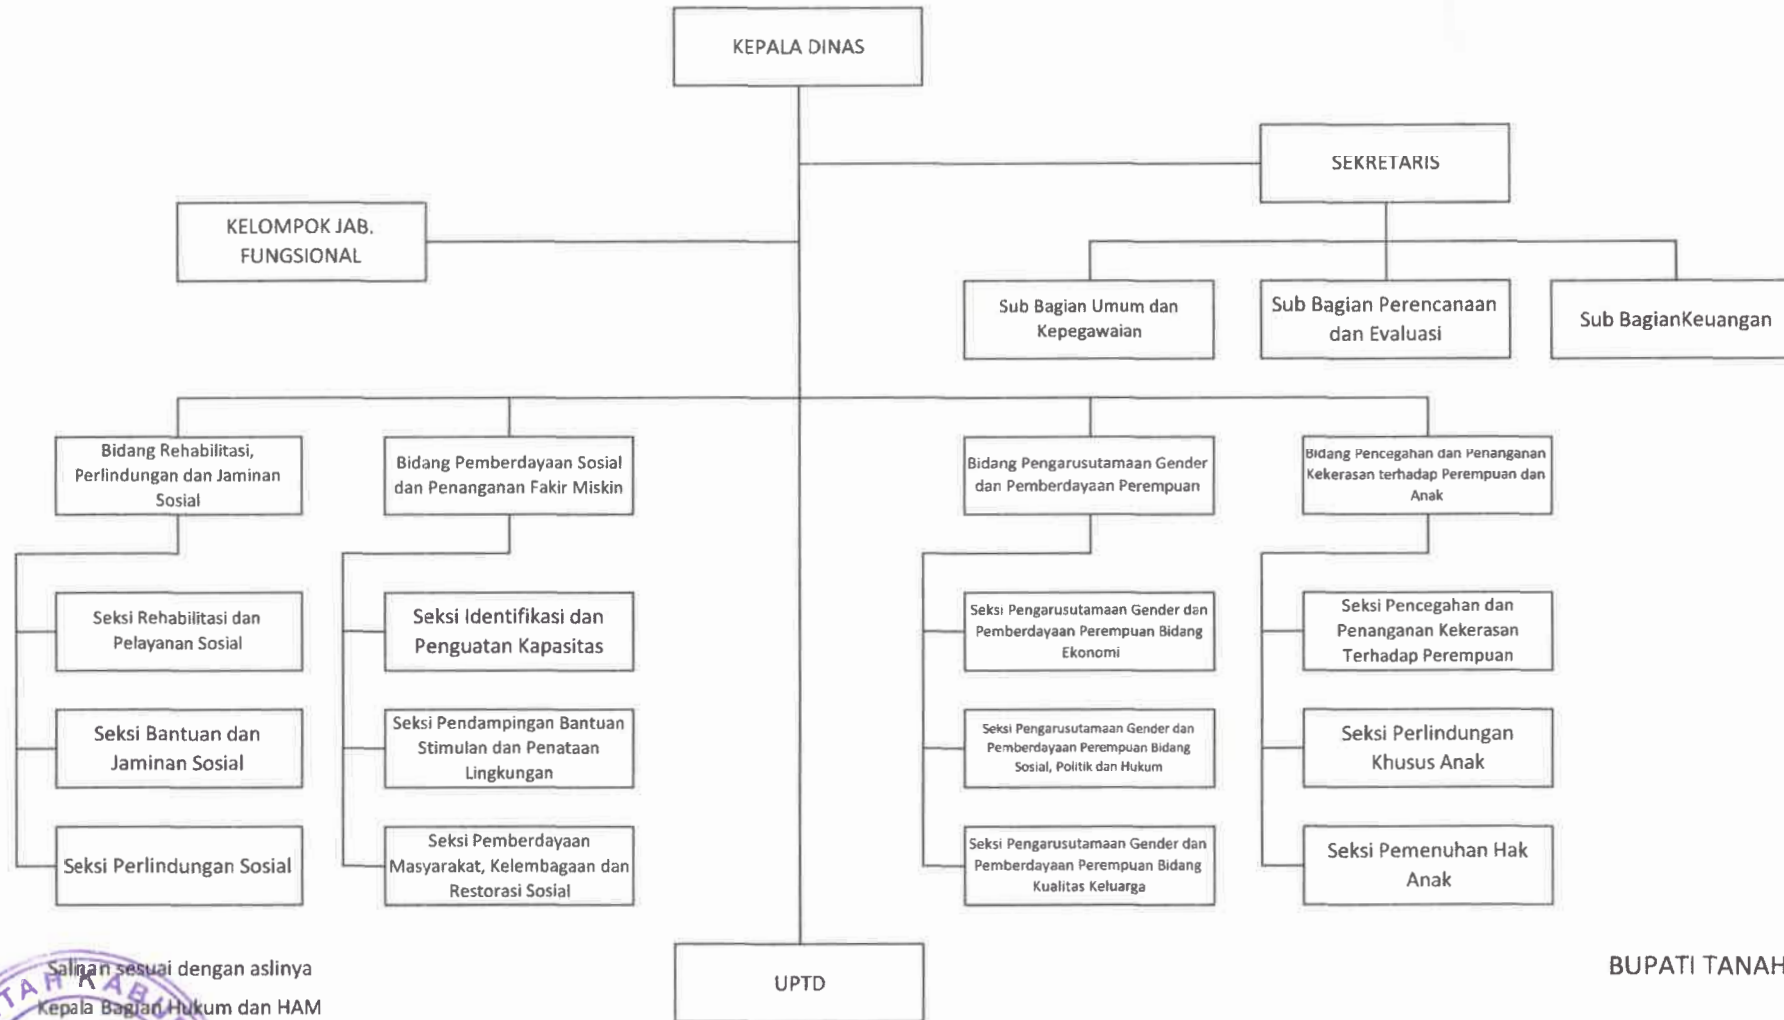 KEPALA DINAS
SEKRETARIS
KELOMPOK JAB.
FUNGSIONAL
Sub Bagian Umum dan
Kepegawaian
Sub Bagian Perencanaan
dan Evaluasi
Sub BagianKeuangan
Bidang Rehabilitasi,
Perlindungan dan Jaminan
Sosial
Bidang Pemberdayaan Sosial
dan Penanganan Fakir Miskin
Bidang Pengarusutamaan Gender
dan Pemberdayaan Perempuan
Bidang Pencegahan dan Penanganan
Kekerasan terhadap Perempuan dan
Anak
Seksi Rehabilitasi dan
Pelayanan Sosial
Seksi Identifikasi dan
Penguatan Kapasitas
Seksi Pengarusutamaan Gender dan
Pemberdayaan Perempuan Bidang
Ekonomi
Seksi Pencegahan dan
Penanganan Kekerasan
Terhadap Perempuan
Seksi Bantuan dan
Jaminan Sosial
Seksi Pendampingan Bantuan
Stimulan dan Penataan
Lingkungan
Seksi Pengarusutamaan Gender dan
Pemberdayaan Perempuan Bidang
Sosial, Politik dan Hukum
Seksi Perlindungan
Khusus Anak
Seksi Perlindungan Sosial
Seksi Pemberdayaan
Masyarakat, Kelembagaan dan
Restorasi Sosial
Seksi Pengarusutamaan Gender dan
Pemberdayaan Perempuan Bidang
Kualitas Keluarga
Seksi Pemenuhan Hak
Anak
Salinan sesuai dengan aslinya
Kepala Bagian Hukum dan HAM
UPTD
BUPATI TANAH